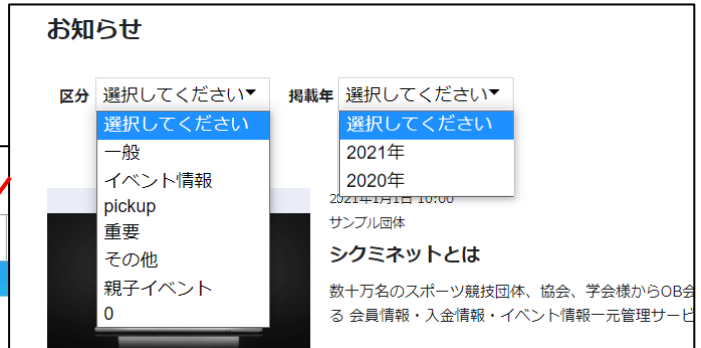 お知らせ
区分 選択してください▼ 掲載年 選択してください▼
選択してください
一般
イベント情報
pickup
重要
その他
親子イベント
0
選択してください
2021年
2020年
2021年1月1日 10:00
サンプル団体
シクミネットとは
数十万名のスポーツ競技団体、協会、学会様からOB会
る 会員情報・入金情報・イベント情報一元管理サービ